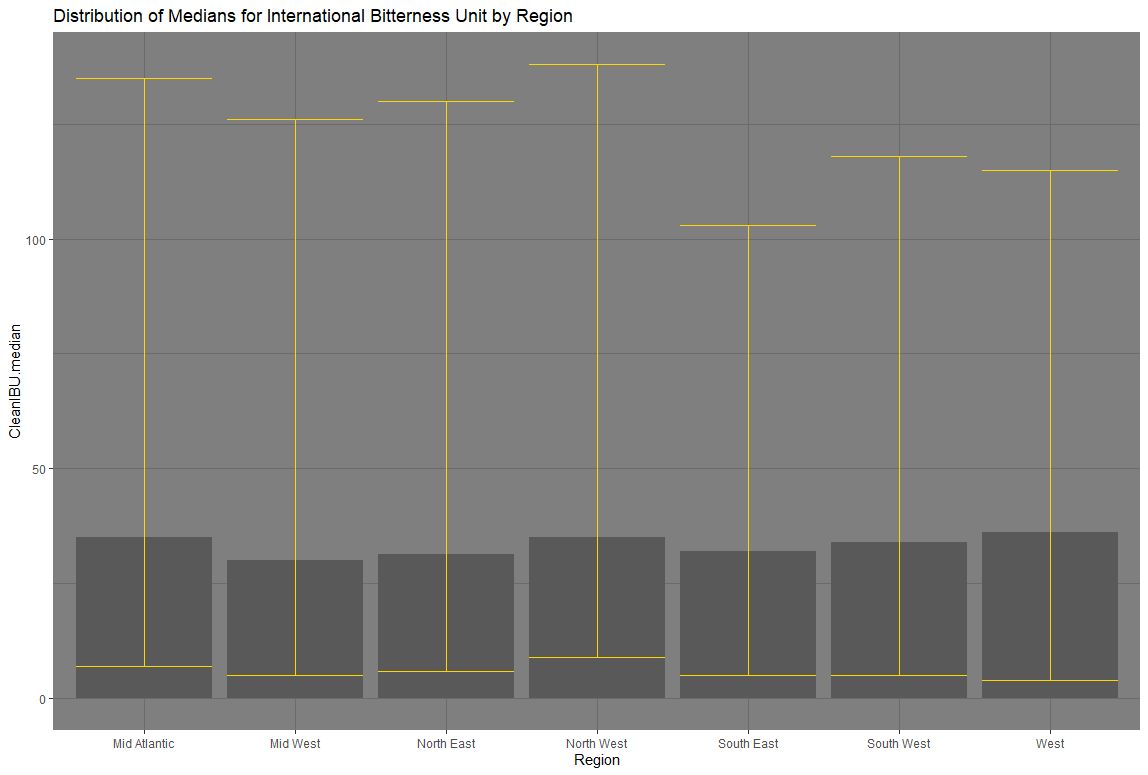 Distribution of Medians for International Bitterness Unit by Region
CleanIBU.median
100
50
0
Mid Atlantic
Mid West
North East
North West
South East
South West
West
Region